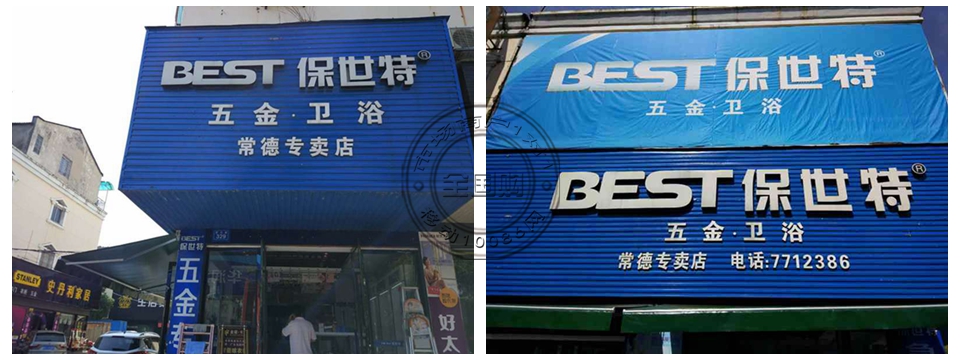 BEST 保世特®
五金·卫浴
常德专卖店
BEST
保世特
五金专
STANLEY
史丹利家居
好太
BEST 保世特®
五金·卫浴
BEST 保世特®
五金·卫浴
常德专卖店 电话:7712386
全国购